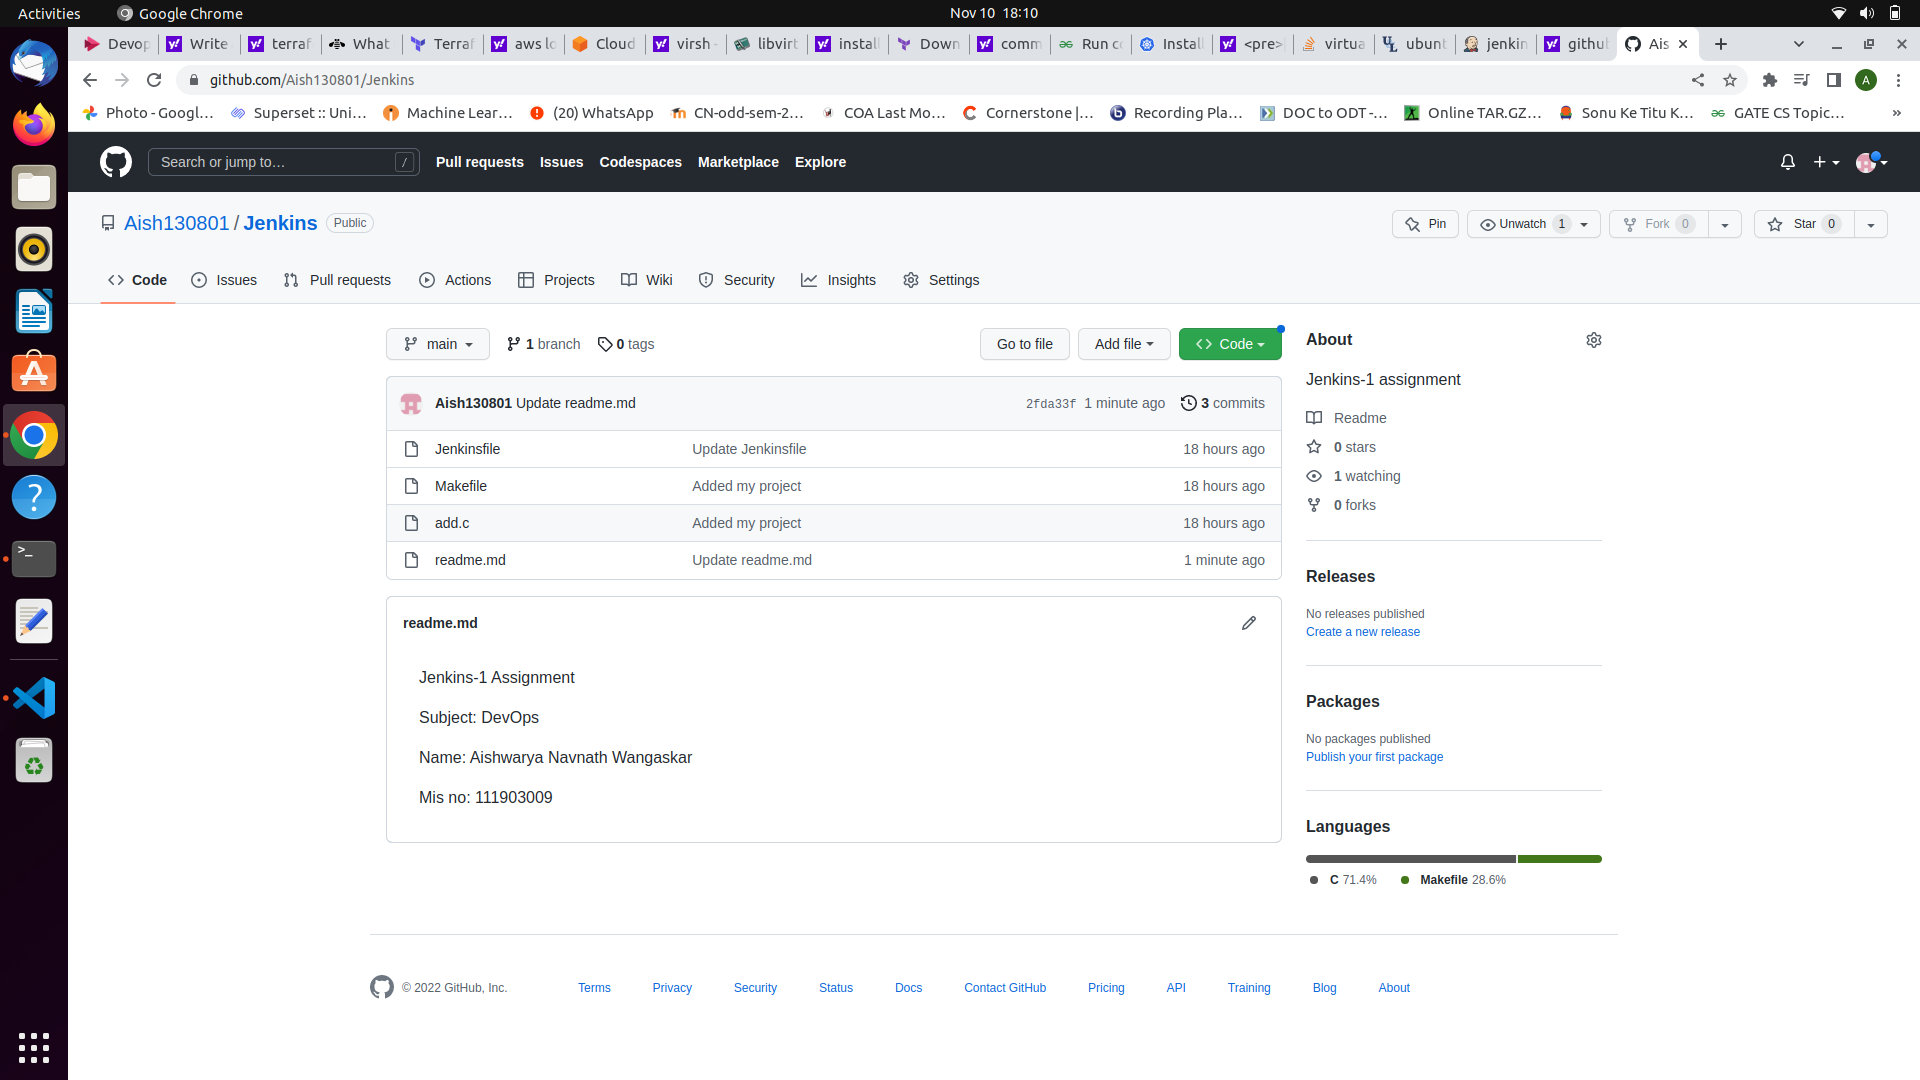 Activities Google Chrome Nov 10 18:10
Devop Write terraf What Terraf aws lo Cloud virsh - libvirt install Down comm Run co Install <pre> virtua ubunt jenkin github Ais
github.com/Aish130801/Jenkins A
Photo - Googl... Superset :: Uni... Machine Lear... (20) WhatsApp CN-odd-sem-2... COA Last Mo... Cornerstone |... Recording Pla... DOC to ODT -... Online TAR.GZ... Sonu Ke Titu K... GATE CS Topic... »
Search or jump to... / Pull requests Issues Codespaces Marketplace Explore
Aish130801 / Jenkins Public Pin Unwatch 1 Fork 0 Star 0
Code Issues Pull requests Actions Projects Wiki Security Insights Settings
main 1 branch 0 tags Go to file Add file Code
Aish130801 Update readme.md 2fda33f 1 minute ago 3 commits
Jenkinsfile Update Jenkinsfile 18 hours ago
Makefile Added my project 18 hours ago
add.c Added my project 18 hours ago
readme.md Update readme.md 1 minute ago
readme.md
Jenkins-1 Assignment
Subject: DevOps
Name: Aishwarya Navnath Wangaskar
Mis no: 111903009
About
Jenkins-1 assignment
Readme
0 stars
1 watching
0 forks
Releases
No releases published
Create a new release
Packages
No packages published
Publish your first package
Languages
C 71.4% Makefile 28.6%
© 2022 GitHub, Inc. Terms Privacy Security Status Docs Contact GitHub Pricing API Training Blog About